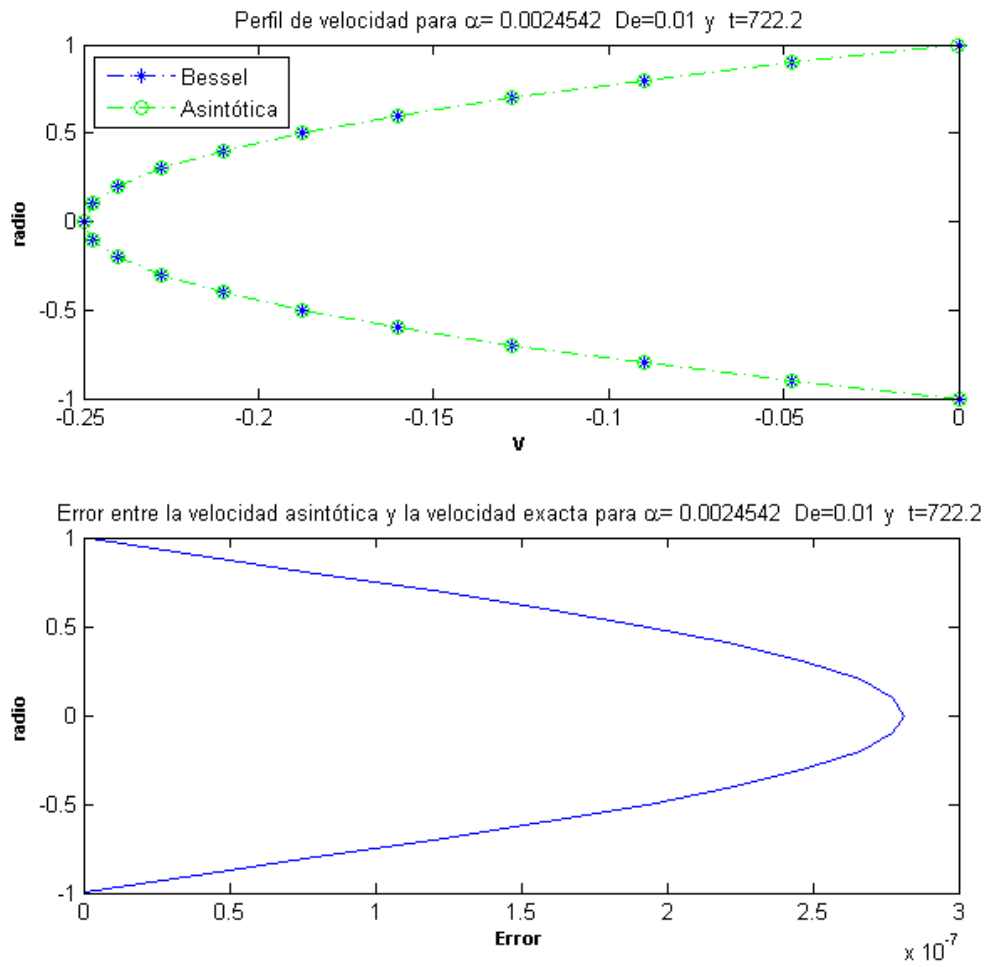 Perfil de velocidad para α= 0.0024542 De=0.01 y t=722.2
Bessel
Asintótica
1
0.5
0
-0.5
-1
radio
-0.25
-0.2
-0.15
-0.1
-0.05
0
V
Error entre la velocidad asintótica y la velocidad exacta para α= 0.0024542 De=0.01 y t=722.2
1
0.5
0
-0.5
-1
radio
0
0.5
1
1.5
2
2.5
3
Error
x 10⁻⁷